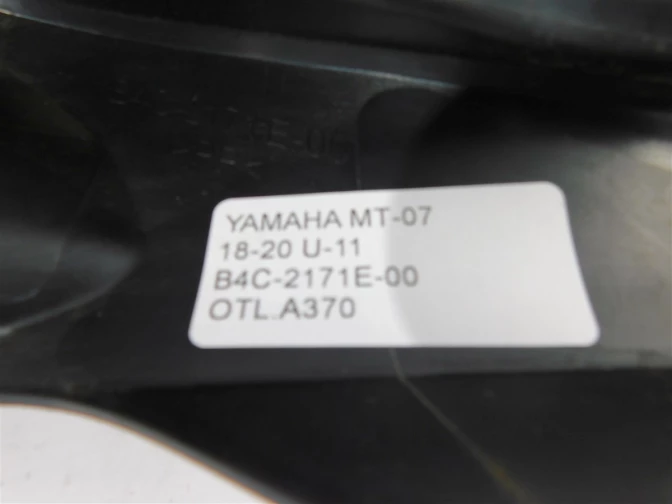 YAMAHA MT-07
18-20 U-11
B4C-2171E-00
OTL.A370